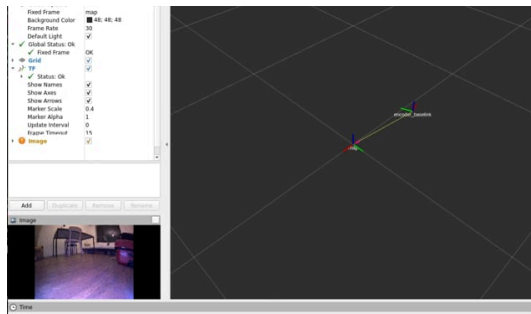 Fixed Frame map
Background Color 48; 48; 48
Frame Rate 30
Default Light
Global Status: Ok
Fixed Frame OK
Grid
TF
Status: Ok
Show Names
Show Axes
Show Arrows
Marker Scale 0.4
Marker Alpha 1
Update Interval 0
Frame Timeout 15
Image
Add Duplicate Remove Rename
Image
Time
encoder_baselink